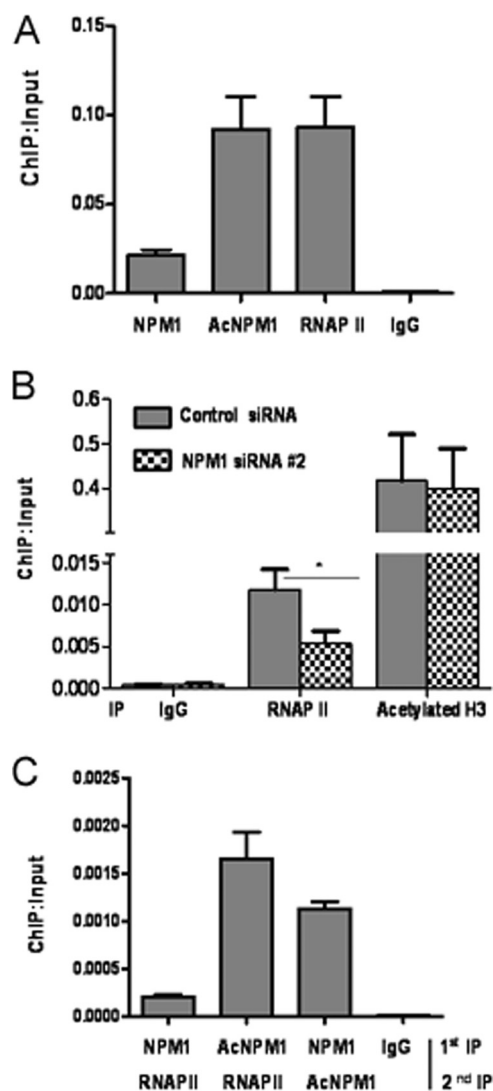 A
ChIP:Input
0.15
0.10
0.05
0.00
NPM1 AcNPM1 RNAP II IgG
B
ChIP:Input
0.6
0.5
0.4
0.015
0.010
0.005
0.000
Control siRNA
NPM1 siRNA #2
*
IP IgG RNAP II Acetylated H3
C
ChIP:Input
0.0025
0.0020
0.0015
0.0010
0.0005
0.0000
NPM1 AcNPM1 NPM1 IgG 1st IP
RNAPII RNAPII AcNPM1 2nd IP